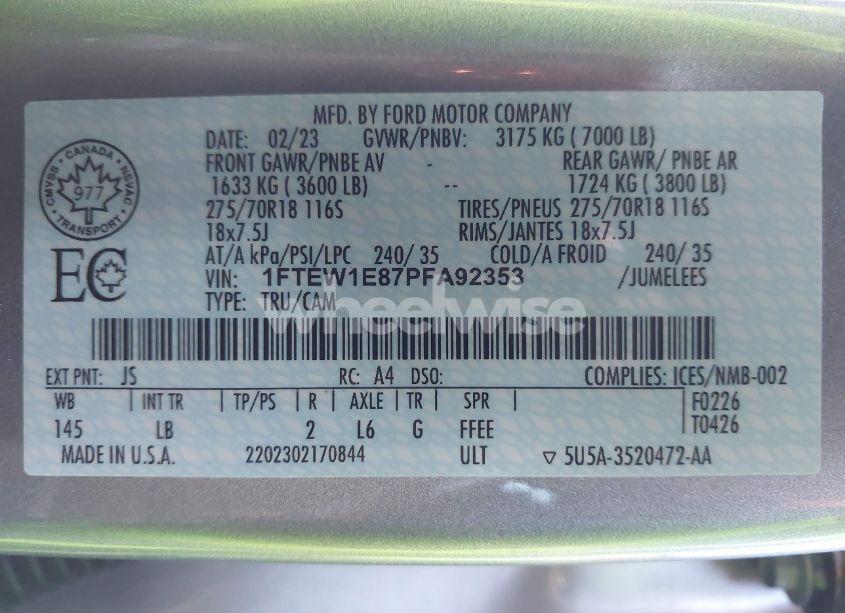 MFD. BY FORD MOTOR COMPANY
DATE: 02/23 GVWR/PNBV: 3175 KG ( 7000 LB)
FRONT GAWR/PNBE AV - REAR GAWR/ PNBE AR
1633 KG ( 3600 LB) -- 1724 KG ( 3800 LB)
275/70R18 116S TIRES/PNEUS 275/70R18 116S
18x7.5J RIMS/JANTES 18x7.5J
AT/A kPa/PSI/LPC 240/ 35 COLD/A FROID 240/ 35
VIN: 1FTEW1E87PFA92353 /JUMELEES
TYPE: TRU/CAM
CMVSS · CANADA · NSVAC
977
TRANSPORT
EC
wheelwise
EXT PNT: JS RC: A4 DSO: COMPLIES: ICES/NMB-002
WB | INT TR | TP/PS | R | AXLE | TR | SPR | F0226
145 LB 2 L6 G FFEE T0426
MADE IN U.S.A. 2202302170844 ULT ▽ 5U5A-3520472-AA